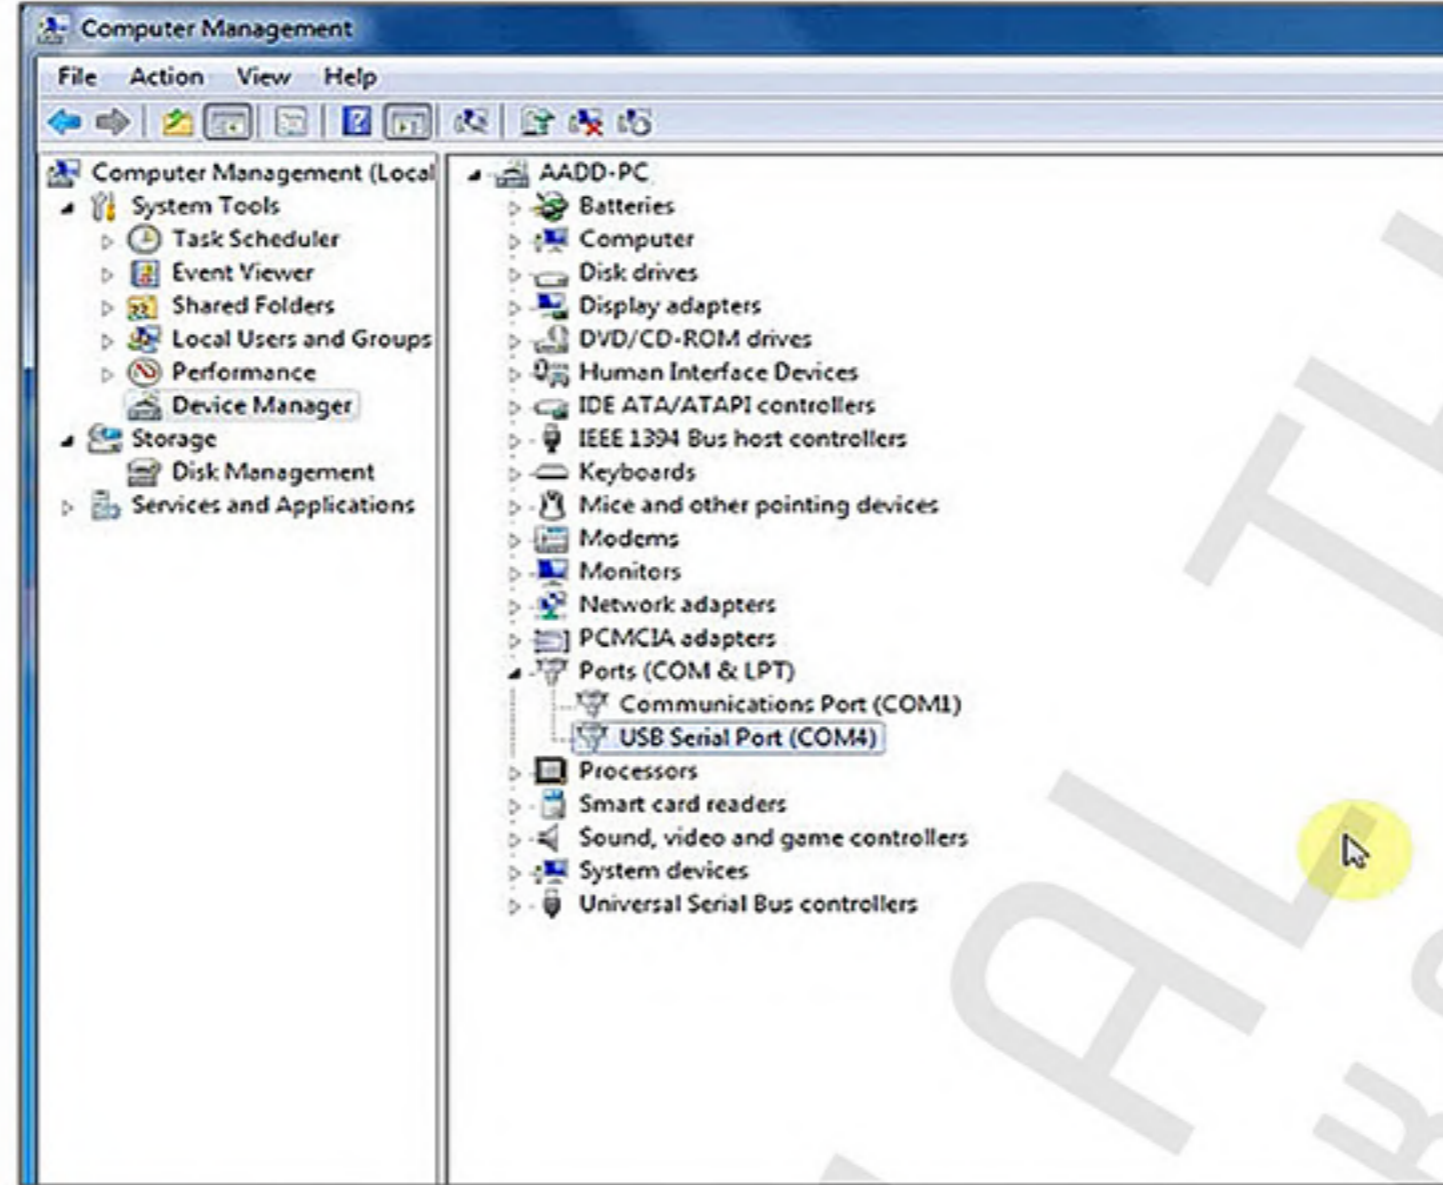 Computer Management
File Action View Help
Computer Management (Local
System Tools
Task Scheduler
Event Viewer
Shared Folders
Local Users and Groups
Performance
Device Manager
Storage
Disk Management
Services and Applications
AADD-PC
Batteries
Computer
Disk drives
Display adapters
DVD/CD-ROM drives
Human Interface Devices
IDE ATA/ATAPI controllers
IEEE 1394 Bus host controllers
Keyboards
Mice and other pointing devices
Modems
Monitors
Network adapters
PCMCIA adapters
Ports (COM & LPT)
Communications Port (COM1)
USB Serial Port (COM4)
Processors
Smart card readers
Sound, video and game controllers
System devices
Universal Serial Bus controllers